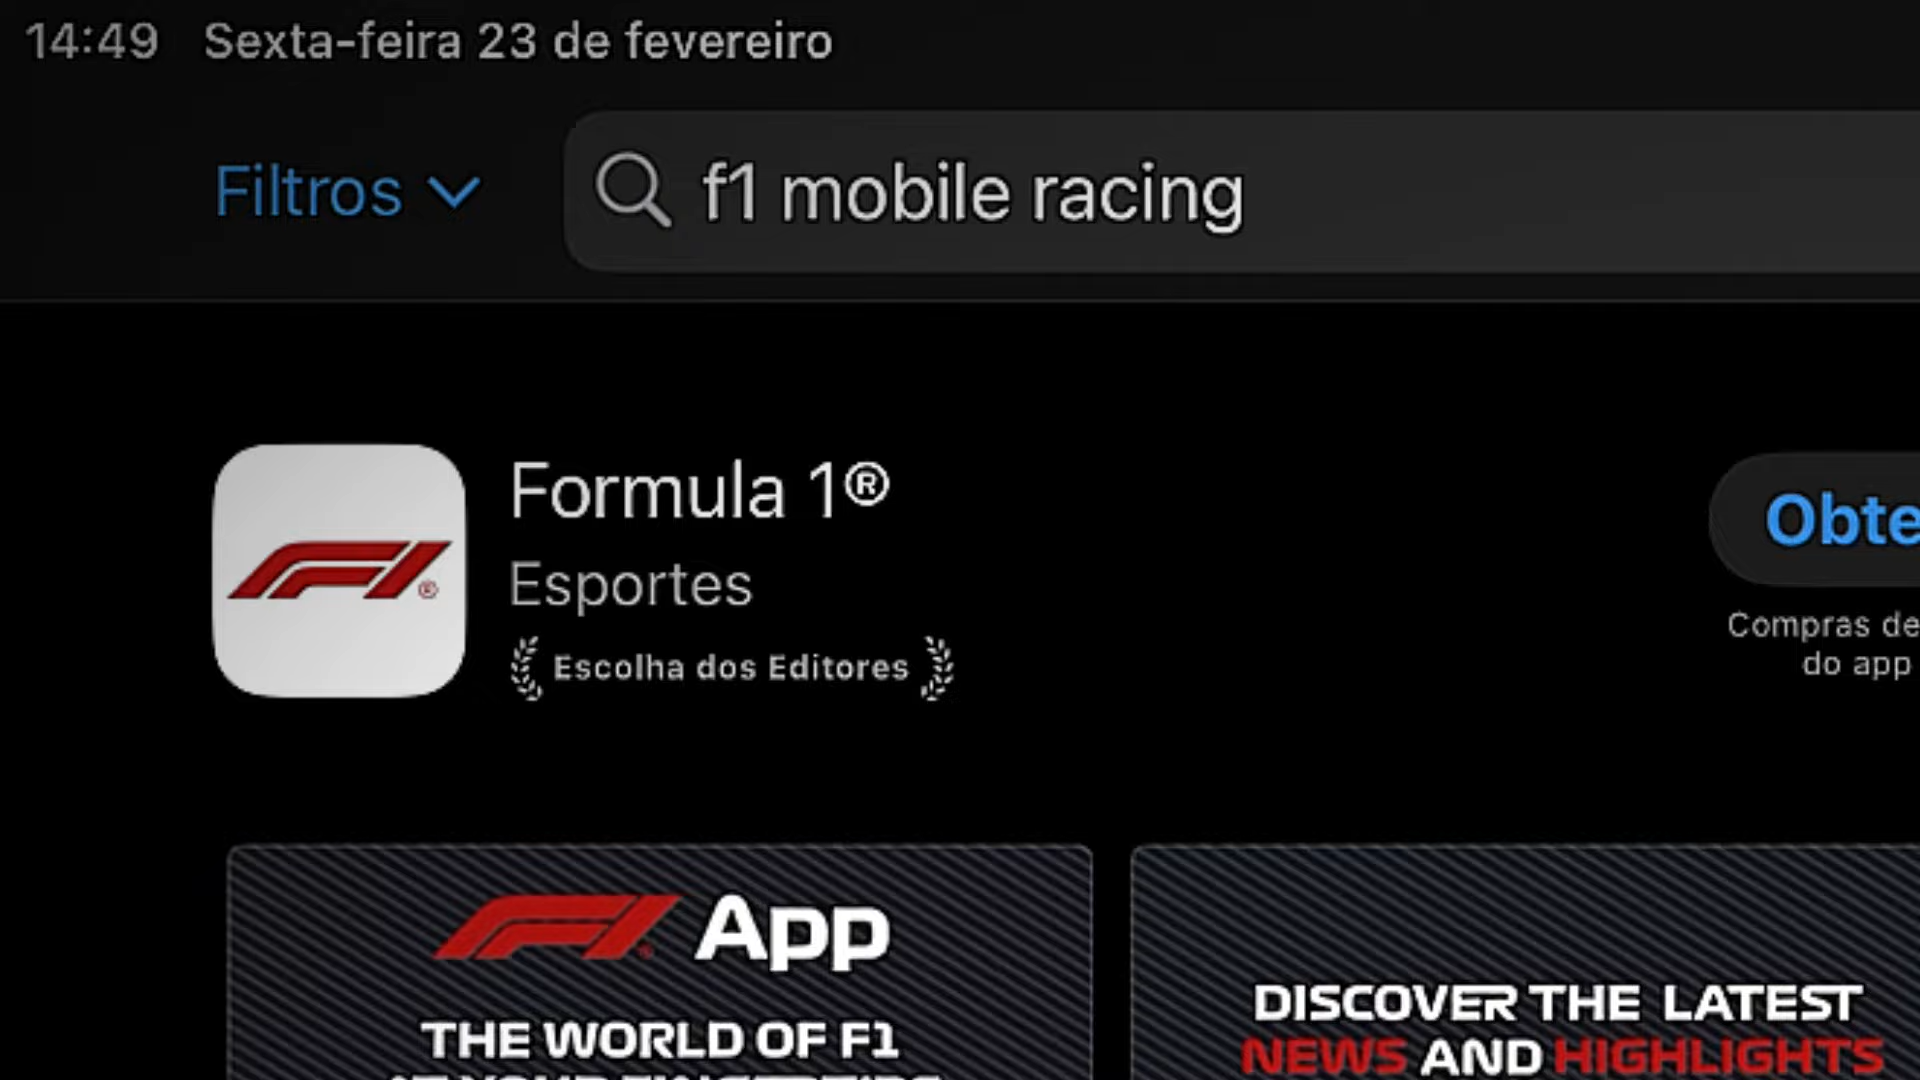 14:49 Sexta-feira 23 de fevereiro
Filtros
f1 mobile racing
Formula 1®
Esportes
Escolha dos Editores
Obte
Compras de
do app
F1® App
THE WORLD OF F1
DISCOVER THE LATEST
NEWS AND HIGHLIGHTS